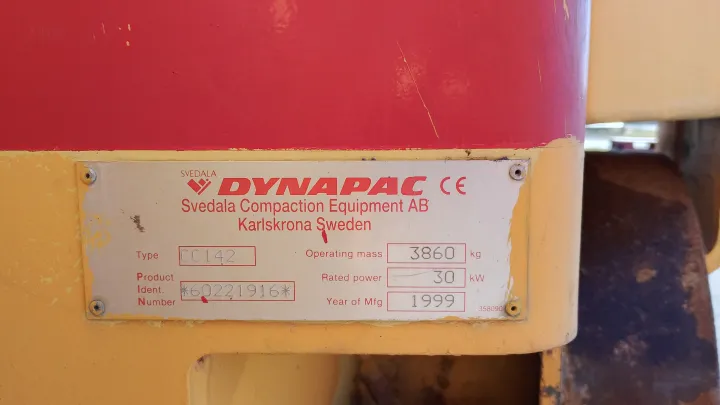 SVEDALA
DYNAPAC CE
Svedala Compaction Equipment AB
Karlskrona Sweden
Type CC142
Operating mass 3860 kg
Product
Ident.
Number *60221916*
Rated power 30 kW
Year of Mfg 1999